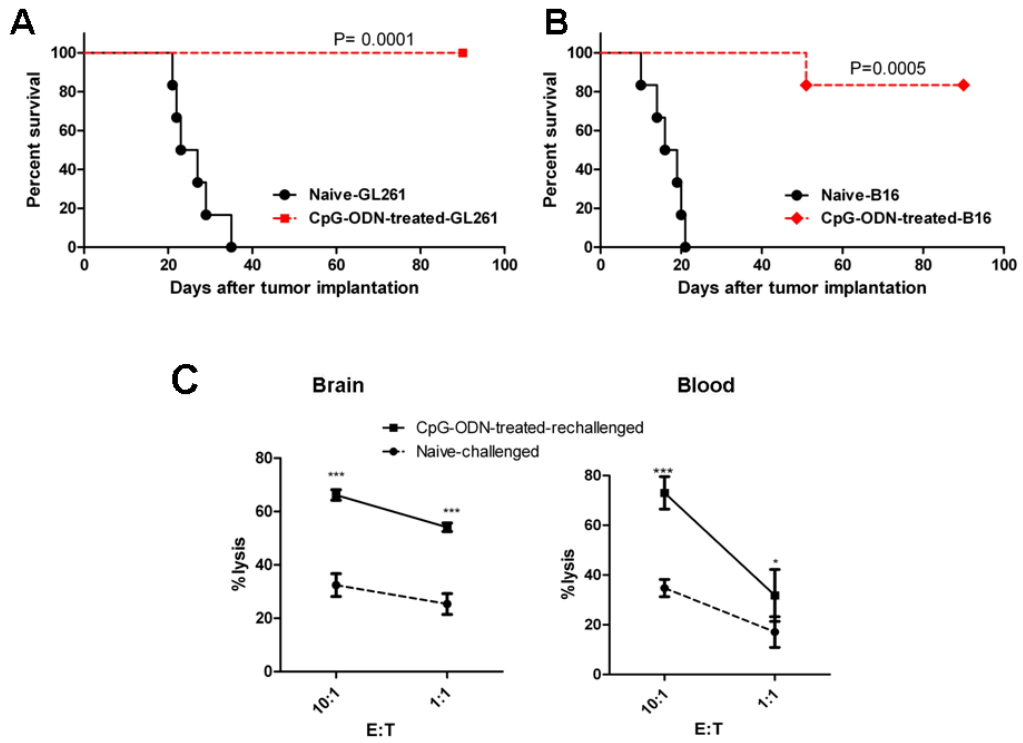 A
P= 0.0001
100
80
60
40
20
0
Percent survival
Naive-GL261
CpG-ODN-treated-GL261
0 20 40 60 80 100
Days after tumor implantation
B
P=0.0005
100
80
60
40
20
0
Percent survival
Naive-B16
CpG-ODN-treated-B16
0 20 40 60 80 100
Days after tumor implantation
C
Brain
Blood
CpG-ODN-treated-rechallenged
Naive-challenged
80
60
40
20
0
%lysis
***
***
10:1
1:1
E:T
80
60
40
20
0
%lysis
***
*
10:1
1:1
E:T